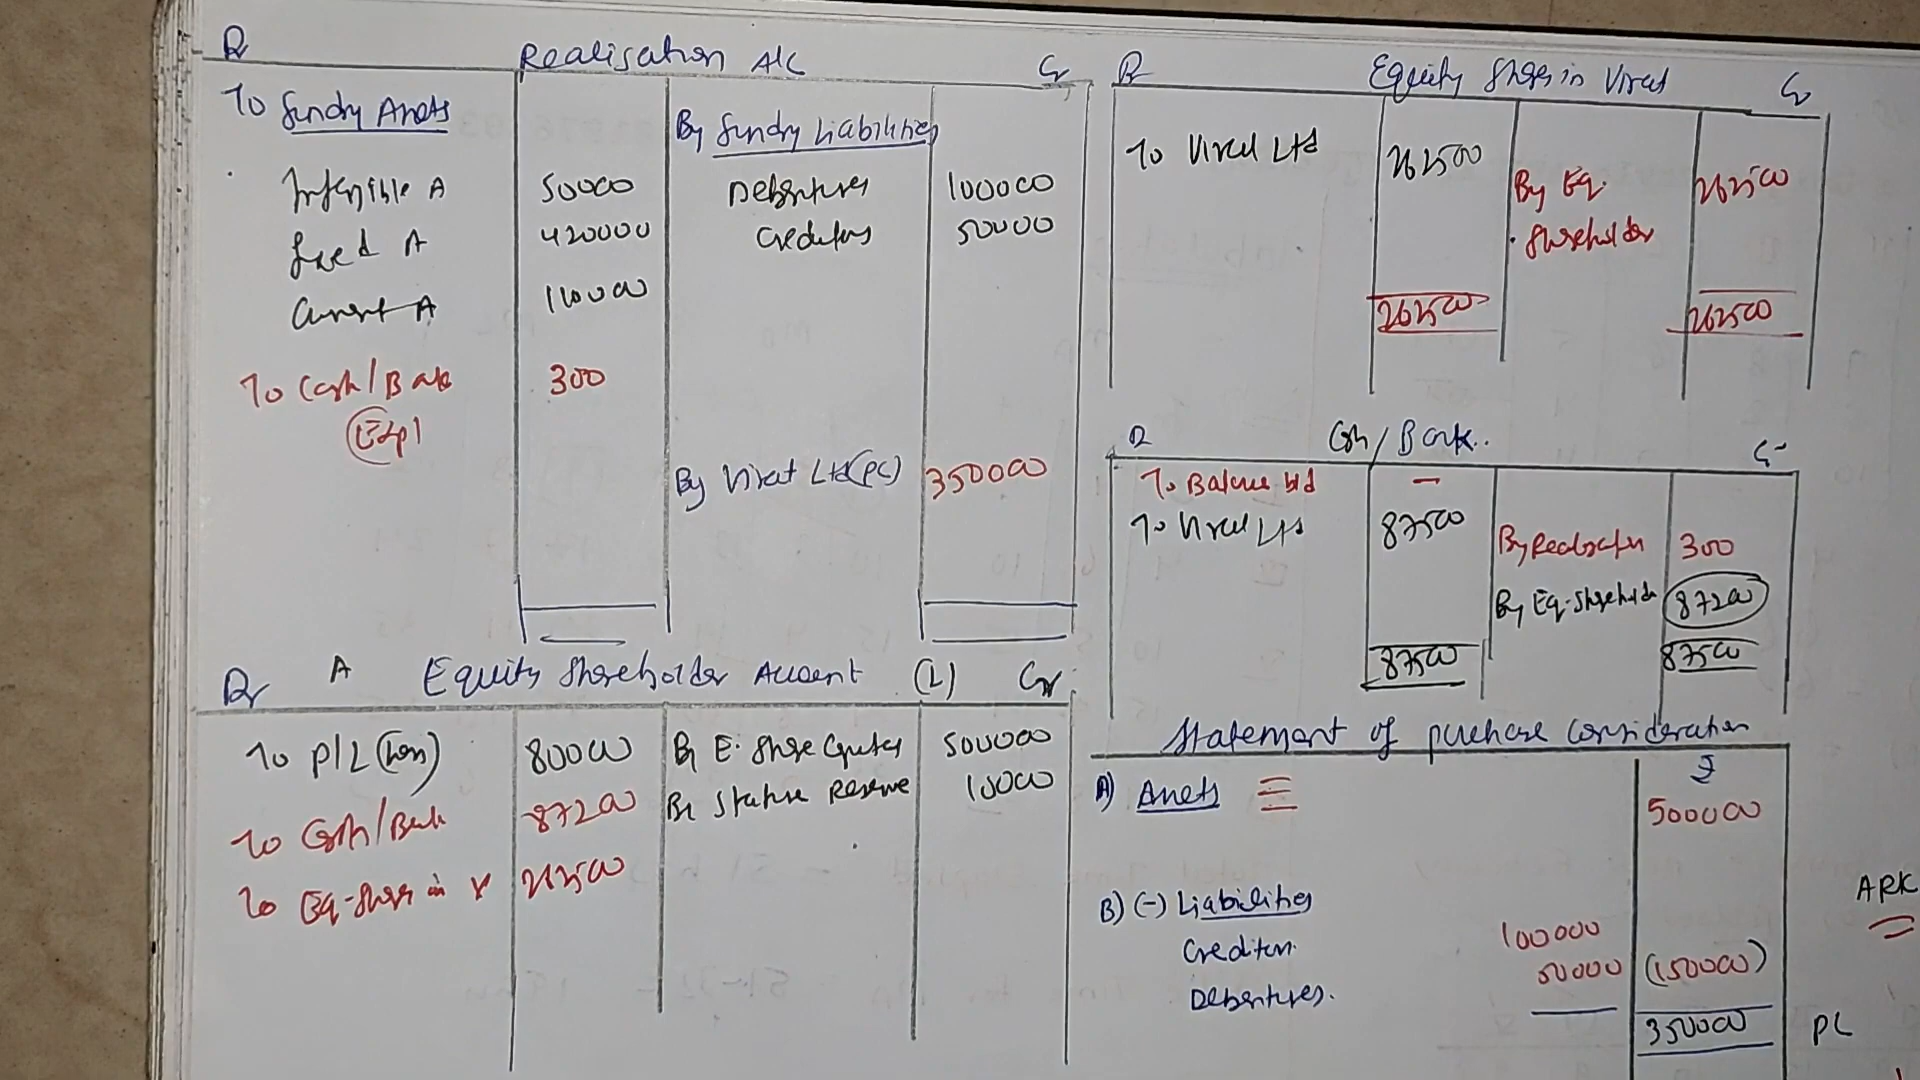 Dr Realisation A/C Cr
To Sundry Assets
By Sundry Liabilities
Intangible A 50000 Debentures 100000
Fixed A 420000 Creditors 50000
Current A 110000
To Cash/Bank 300
(Exp)
By Virat Ltd (PC) 350000
Dr A Equity Shareholder Account (L) Cr
To P/L (Loss) 80000 By E. Share Capital 500000
To Cash/Bank 87200 By Statute Reserve 10000
To Eq-Shares in V 262500
Dr Equity Shares in Virat Cr
To Virat Ltd 262500 By Eq. 262500
Shareholder
262500 262500
Dr Cash/Bank.. Cr
To Balance b/d -
To Virat Ltd 87500 By Realisation 300
By Eq-Shareholder 87200
87500 87500
Statement of purchase consideration
₹
A) Assets 500000
B) (-) Liabilities
Creditors 100000
Debentures. 50000 (150000)
350000 PC
ARK